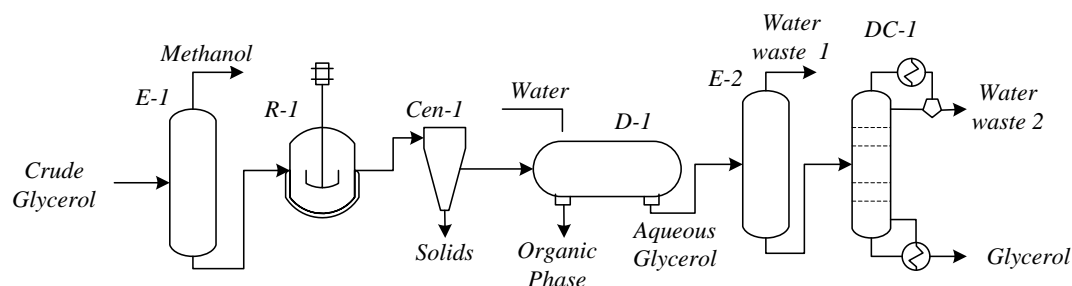 Crude
Glycerol
E-1
Methanol
R-1
Cen-1
Solids
Water
D-1
Organic
Phase
Aqueous
Glycerol
E-2
Water
waste 1
DC-1
Water
waste 2
Glycerol